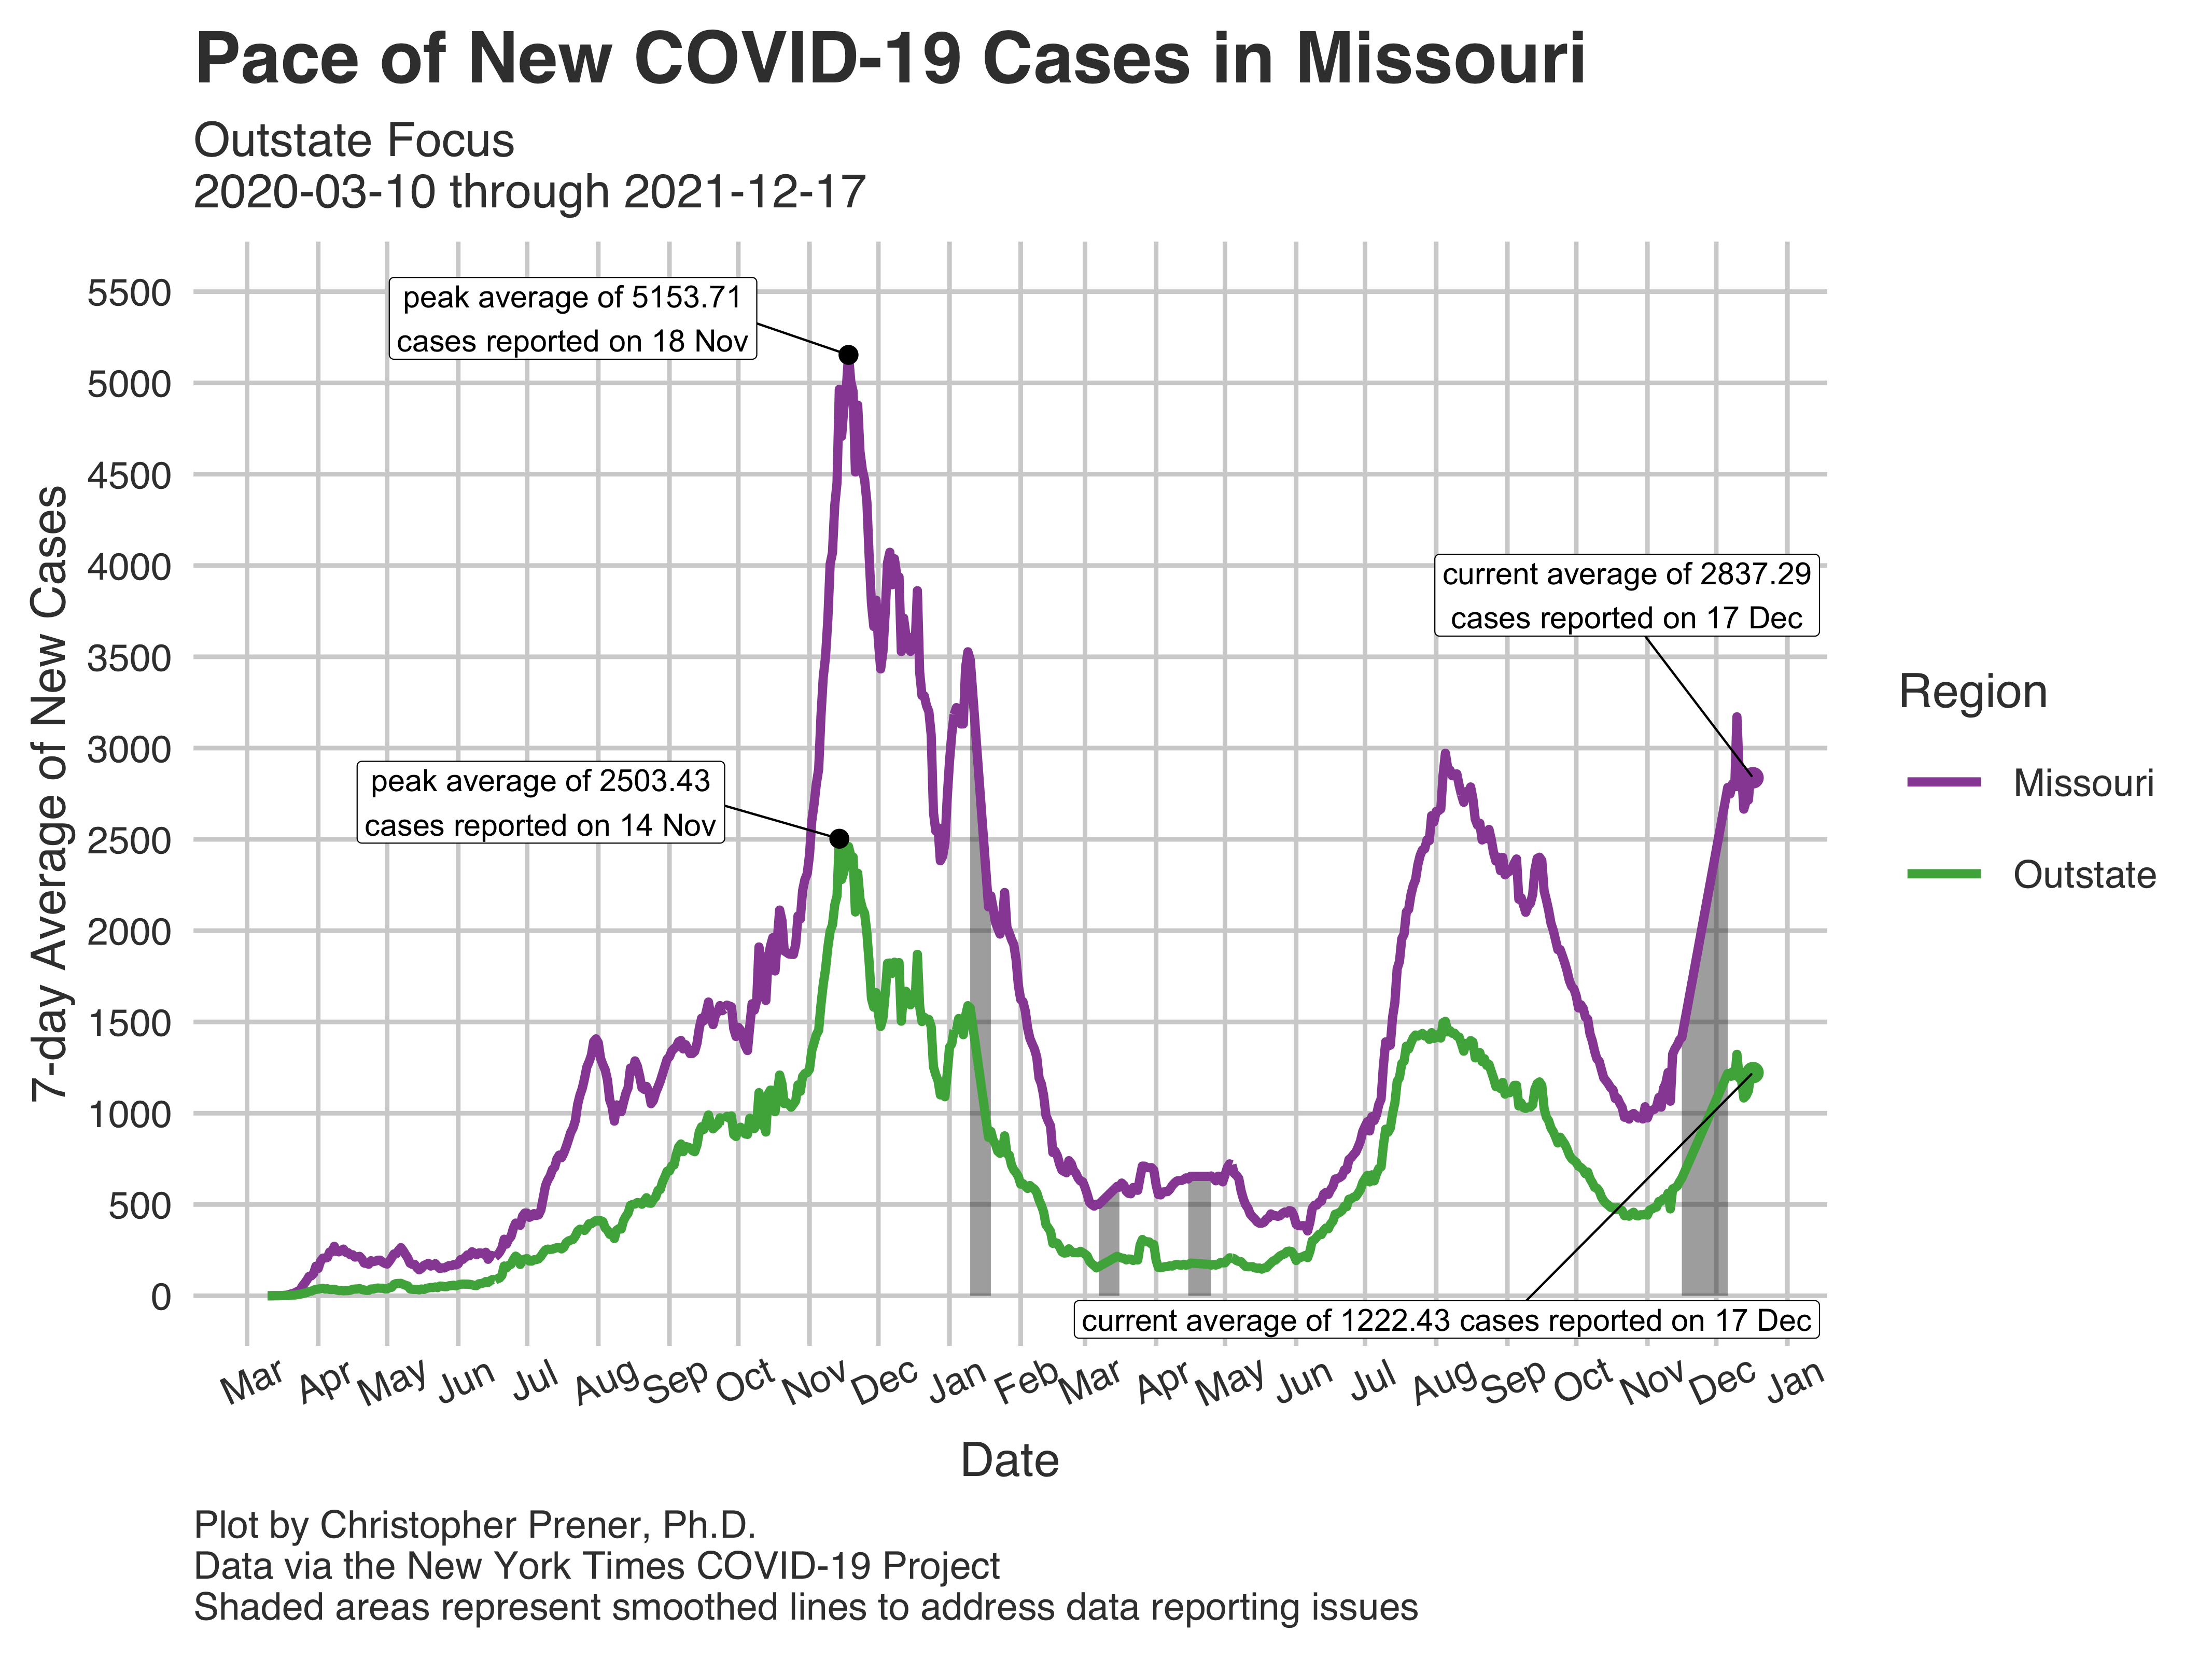 Pace of New COVID-19 Cases in Missouri
Outstate Focus
2020-03-10 through 2021-12-17
7-day Average of New Cases
5500
5000
4500
4000
3500
3000
2500
2000
1500
1000
500
0
peak average of 5153.71
cases reported on 18 Nov
peak average of 2503.43
cases reported on 14 Nov
current average of 2837.29
cases reported on 17 Dec
current average of 1222.43 cases reported on 17 Dec
Mar Apr May Jun Jul Aug Sep Oct Nov Dec Jan Feb Mar Apr May Jun Jul Aug Sep Oct Nov Dec Jan
Date
Region
Missouri
Outstate
Plot by Christopher Prener, Ph.D.
Data via the New York Times COVID-19 Project
Shaded areas represent smoothed lines to address data reporting issues